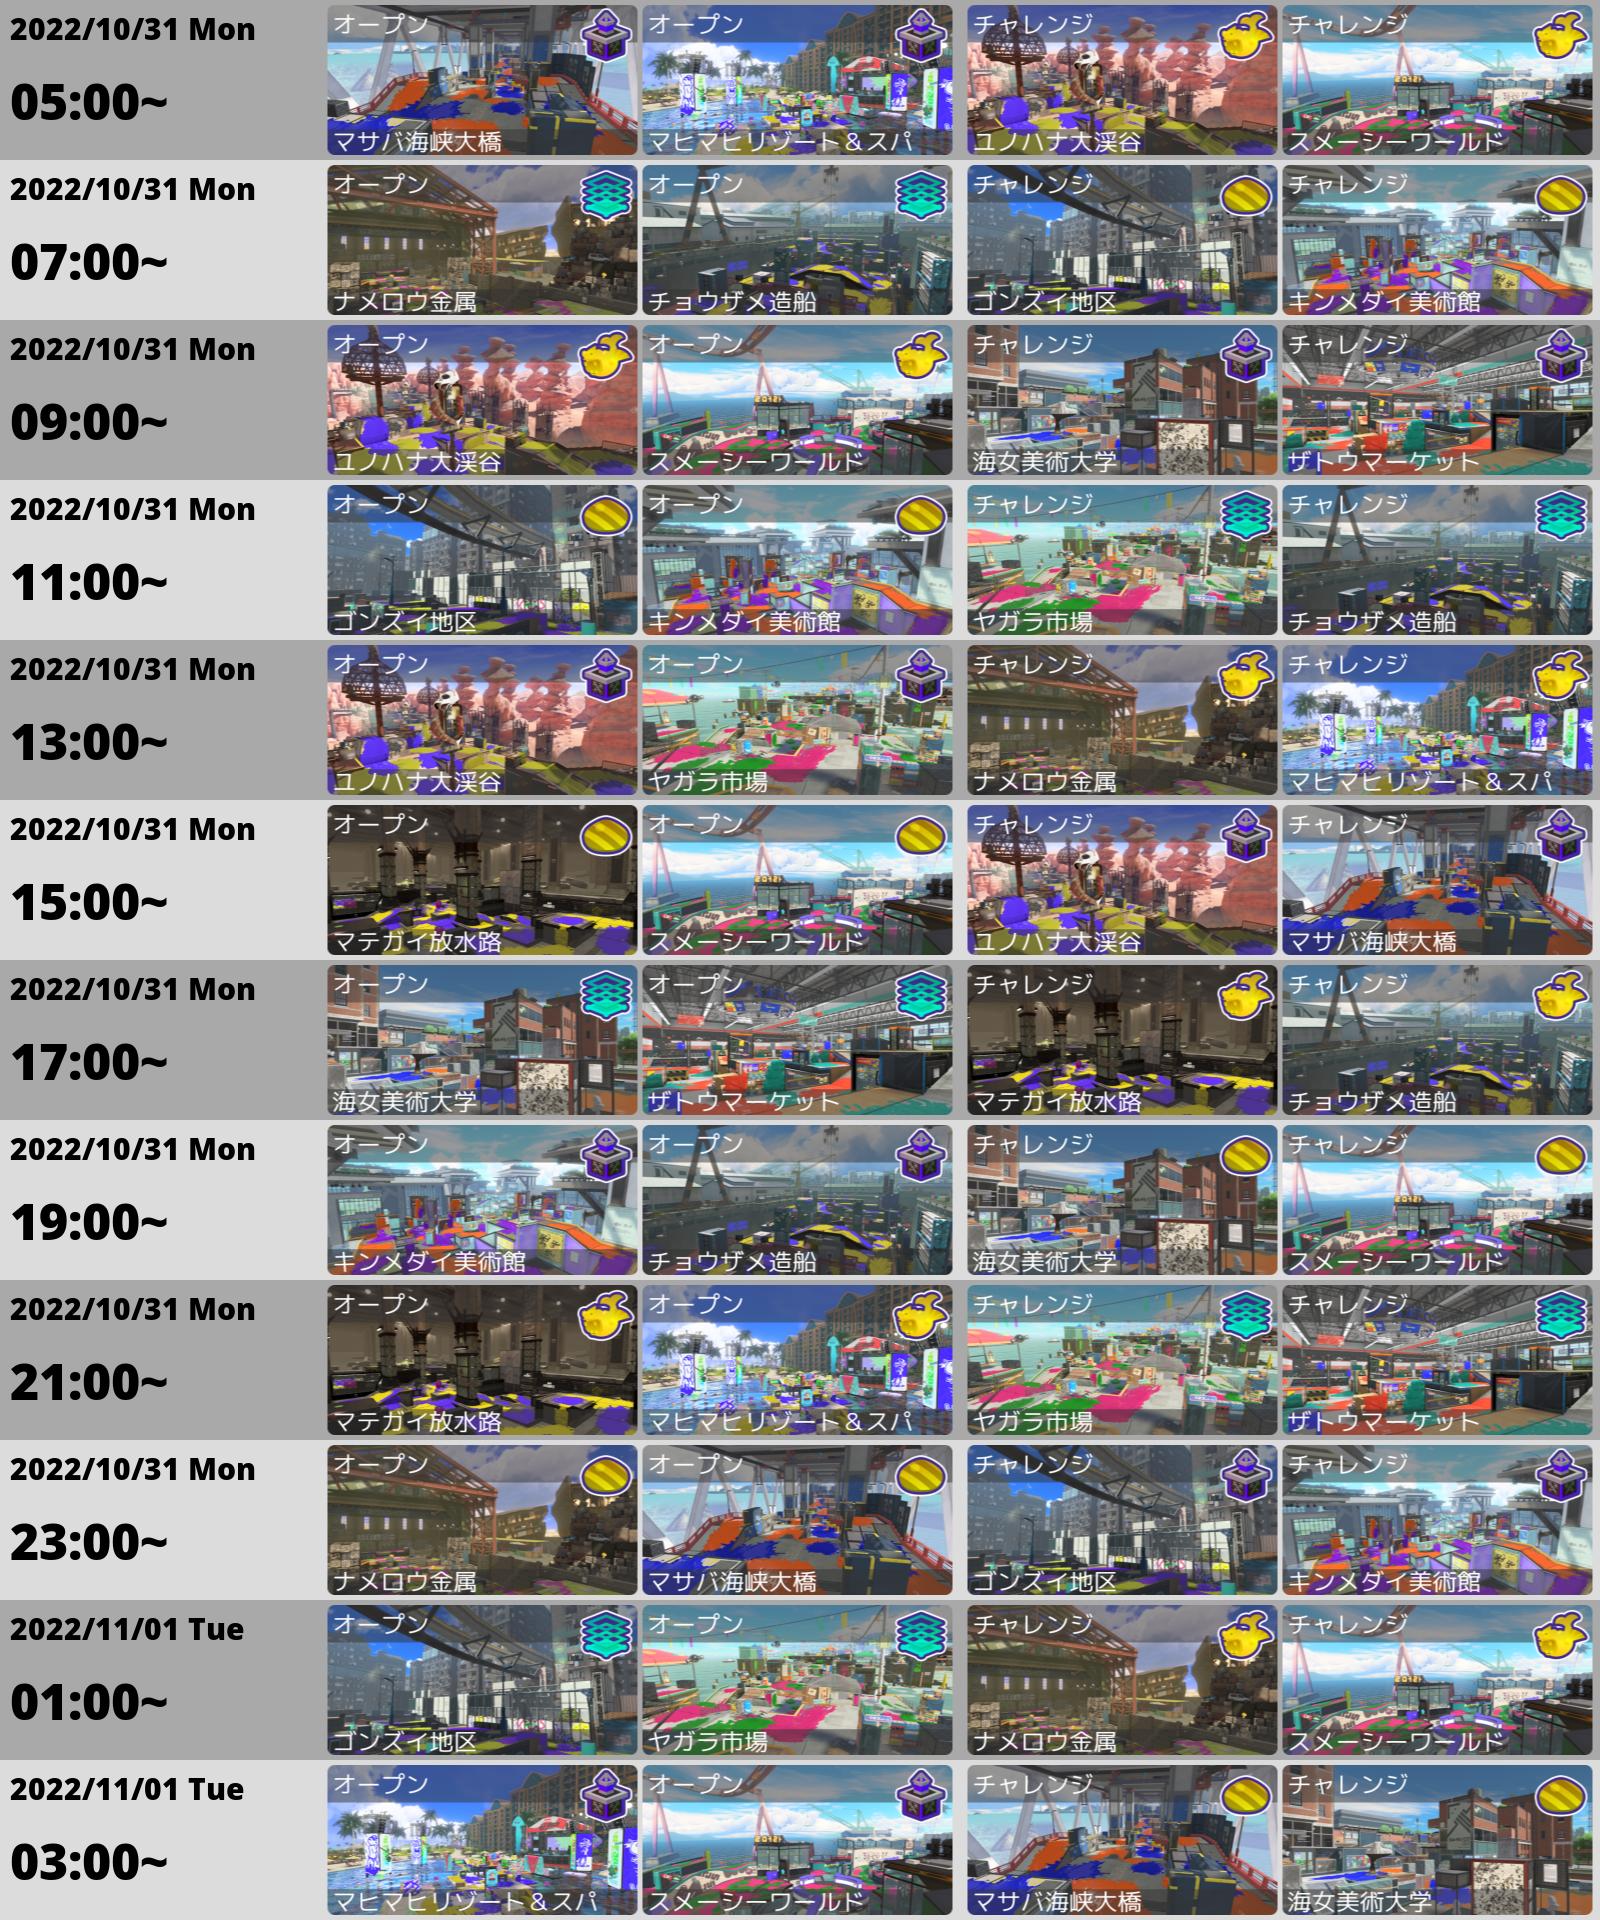 2022/10/31 Mon
05:00~
オープン
マサバ海峡大橋
オープン
マヒマヒリゾート＆スパ
チャレンジ
ユノハナ大渓谷
チャレンジ
スメーシーワールド
2022/10/31 Mon
07:00~
オープン
ナメロウ金属
オープン
チョウザメ造船
チャレンジ
ゴンズイ地区
チャレンジ
キンメダイ美術館
2022/10/31 Mon
09:00~
オープン
ユノハナ大渓谷
オープン
スメーシーワールド
チャレンジ
海女美術大学
チャレンジ
ザトウマーケット
2022/10/31 Mon
11:00~
オープン
ゴンズイ地区
オープン
キンメダイ美術館
チャレンジ
ヤガラ市場
チャレンジ
チョウザメ造船
2022/10/31 Mon
13:00~
オープン
ユノハナ大渓谷
オープン
ヤガラ市場
チャレンジ
ナメロウ金属
チャレンジ
マヒマヒリゾート＆スパ
2022/10/31 Mon
15:00~
オープン
マテガイ放水路
オープン
スメーシーワールド
チャレンジ
ユノハナ大渓谷
チャレンジ
マサバ海峡大橋
2022/10/31 Mon
17:00~
オープン
海女美術大学
オープン
ザトウマーケット
チャレンジ
マテガイ放水路
チャレンジ
チョウザメ造船
2022/10/31 Mon
19:00~
オープン
キンメダイ美術館
オープン
チョウザメ造船
チャレンジ
海女美術大学
チャレンジ
スメーシーワールド
2022/10/31 Mon
21:00~
オープン
マテガイ放水路
オープン
マヒマヒリゾート＆スパ
チャレンジ
ヤガラ市場
チャレンジ
ザトウマーケット
2022/10/31 Mon
23:00~
オープン
ナメロウ金属
オープン
マサバ海峡大橋
チャレンジ
ゴンズイ地区
チャレンジ
キンメダイ美術館
2022/11/01 Tue
01:00~
オープン
ゴンズイ地区
オープン
ヤガラ市場
チャレンジ
ナメロウ金属
チャレンジ
スメーシーワールド
2022/11/01 Tue
03:00~
オープン
マヒマヒリゾート＆スパ
オープン
スメーシーワールド
チャレンジ
マサバ海峡大橋
チャレンジ
海女美術大学